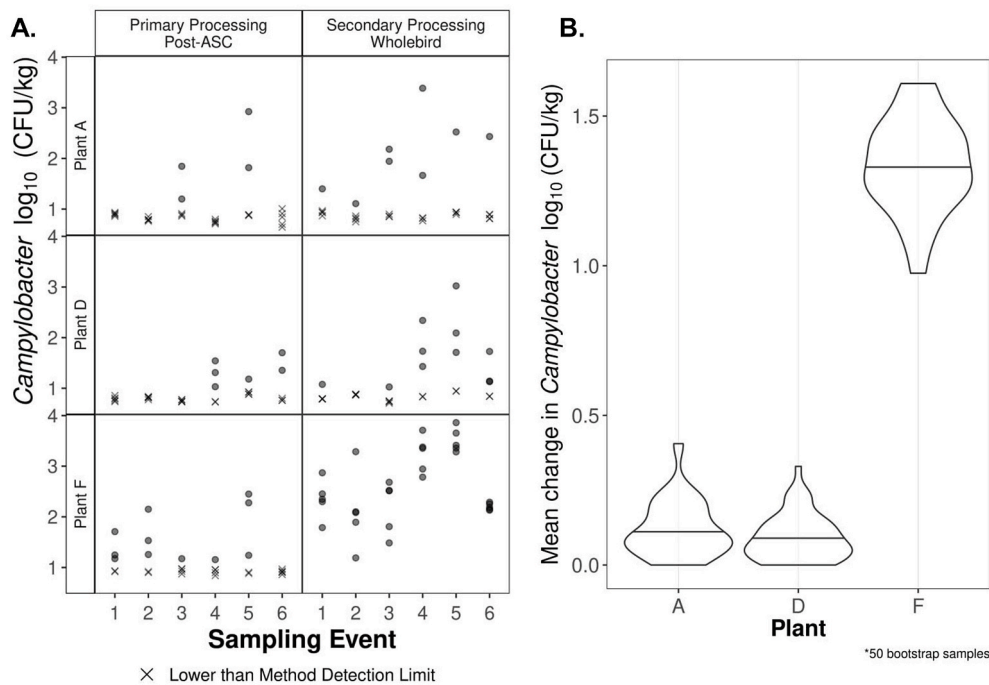 A.
Primary Processing
Post-ASC
Secondary Processing
Wholebird
Campylobacter log10 (CFU/kg)
Plant A
4
3
2
1
Plant D
4
3
2
1
Plant F
4
3
2
1
1 2 3 4 5 6 1 2 3 4 5 6
Sampling Event
× Lower than Method Detection Limit
B.
Mean change in Campylobacter log10 (CFU/kg)
1.5
1.0
0.5
0.0
A D F
Plant
*50 bootstrap samples